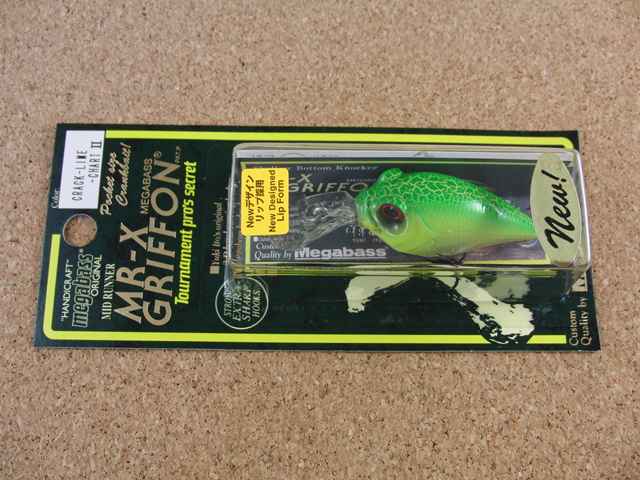 Color
CRACK-LIME
-CHART II
Pocket size
Crankbait!
"HANDICRAFT"
megabass
ORIGINAL
MID RUNNER
MR-X
MEGABASS
GRIFFON®
PAT.P
Tournament pro's secret
STRONG
EXTRA
SHARP
HOOKS
Bottom Knocker
-X
GRIFFON
Quality by Megabass
Newデザイン
リップ採用
New Designed
Lip Form
New!
Custom
Quality by